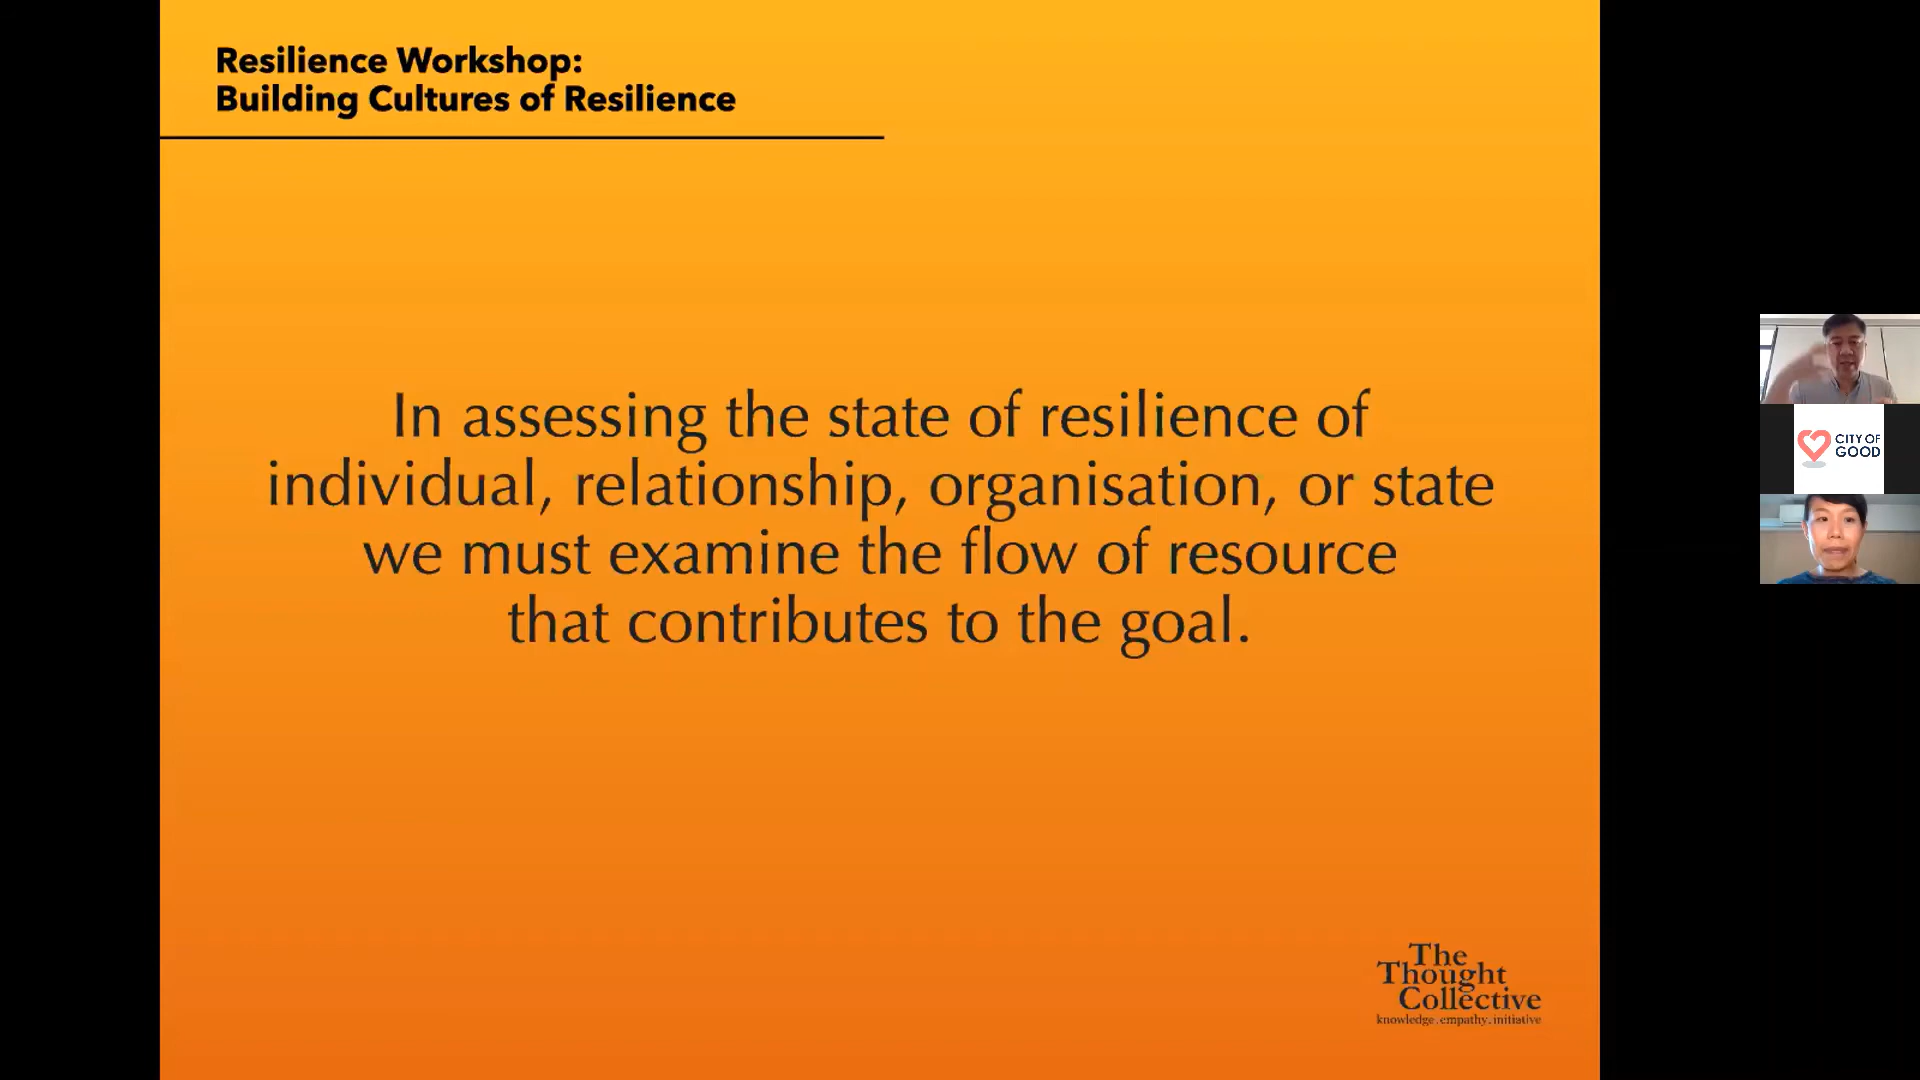 Resilience Workshop:
Building Cultures of Resilience
In assessing the state of resilience of
individual, relationship, organisation, or state
we must examine the flow of resource
that contributes to the goal.
The
Thought
Collective
knowledge.empathy.initiative
CITY OF
GOOD